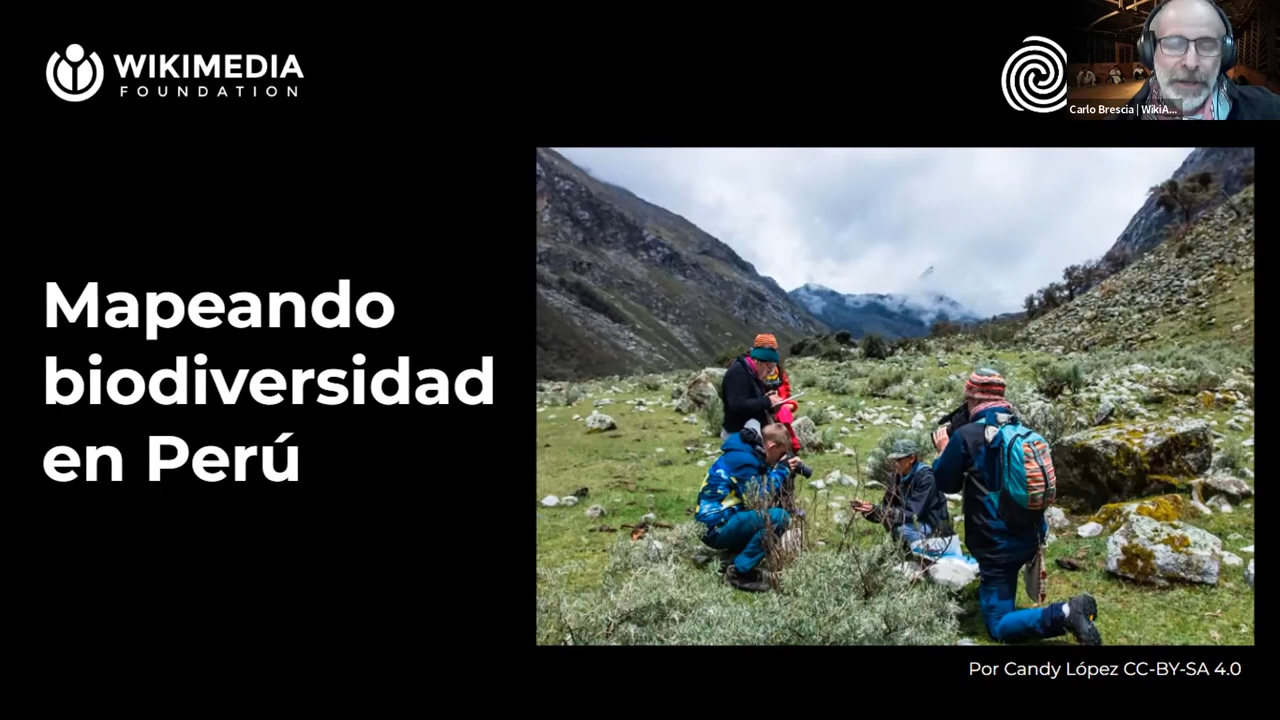 WIKIMEDIA
FOUNDATION
Carlo Brescia | WikiA...
Mapeando
biodiversidad
en Perú
Por Candy López CC-BY-SA 4.0